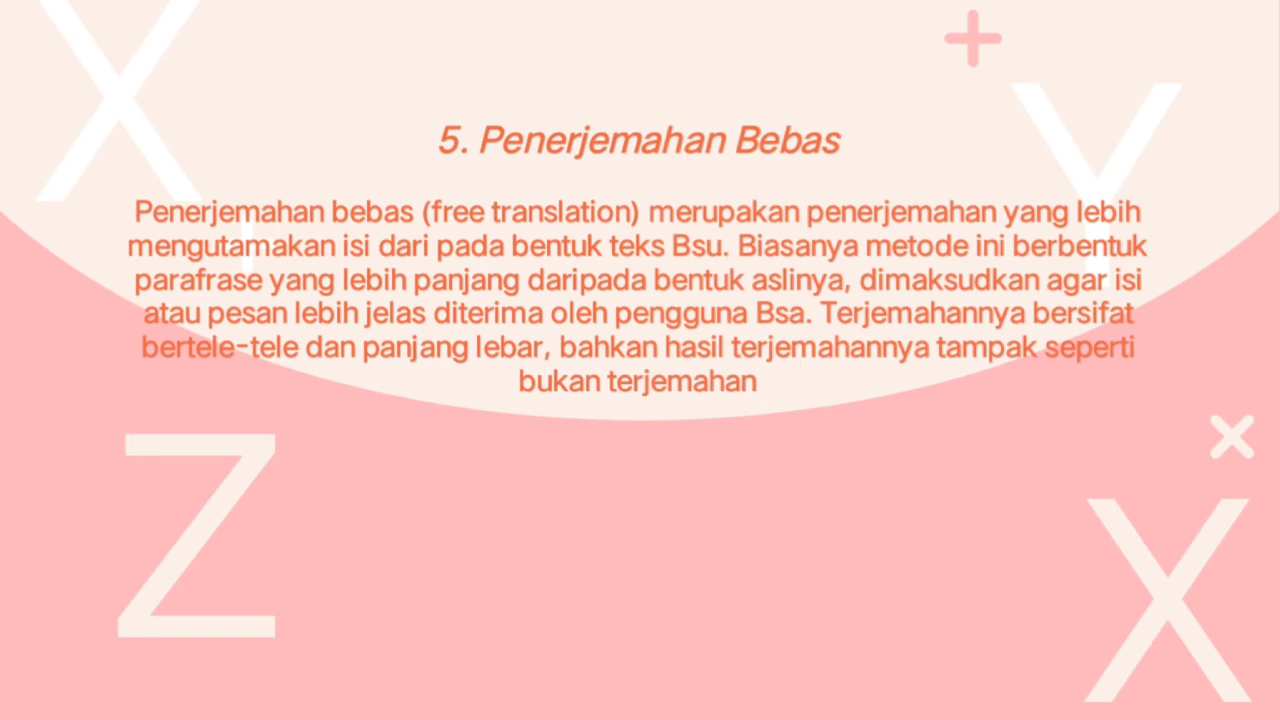 X
Y
5. Penerjemahan Bebas
Penerjemahan bebas (free translation) merupakan penerjemahan yang lebih
mengutamakan isi dari pada bentuk teks Bsu. Biasanya metode ini berbentuk
parafrase yang lebih panjang daripada bentuk aslinya, dimaksudkan agar isi
atau pesan lebih jelas diterima oleh pengguna Bsa. Terjemahannya bersifat
bertele-tele dan panjang lebar, bahkan hasil terjemahannya tampak seperti
bukan terjemahan
Z
X